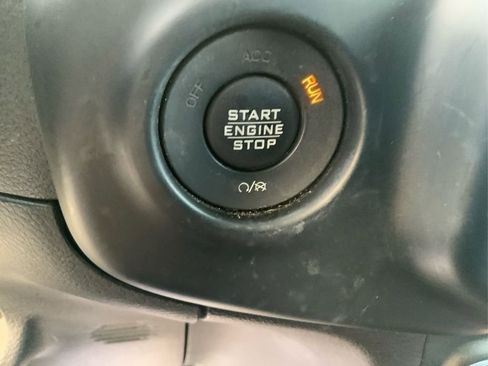 OFF
ACC
RUN
START
ENGINE
STOP